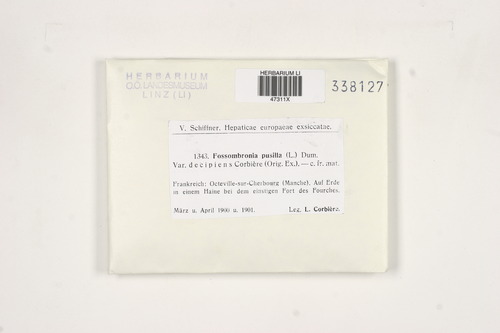 HERBARIUM
O.Ö. LANDESMUSEUM
LINZ (LI)
HERBARIUM LI
47311X
338127
V. Schiffner, Hepaticae europaeae exsiccatae.
1343. Fossombronia pusilla (L.) Dum.
Var. decipiens Corbière (Orig. Ex.), — c. fr. mat.
Frankreich: Octeville-sur-Cherbourg (Manche), Auf Erde
in einem Haine bei dem einstigen Fort des Fourches.
März u. April 1900 u. 1901.
Leg. L. Corbière.